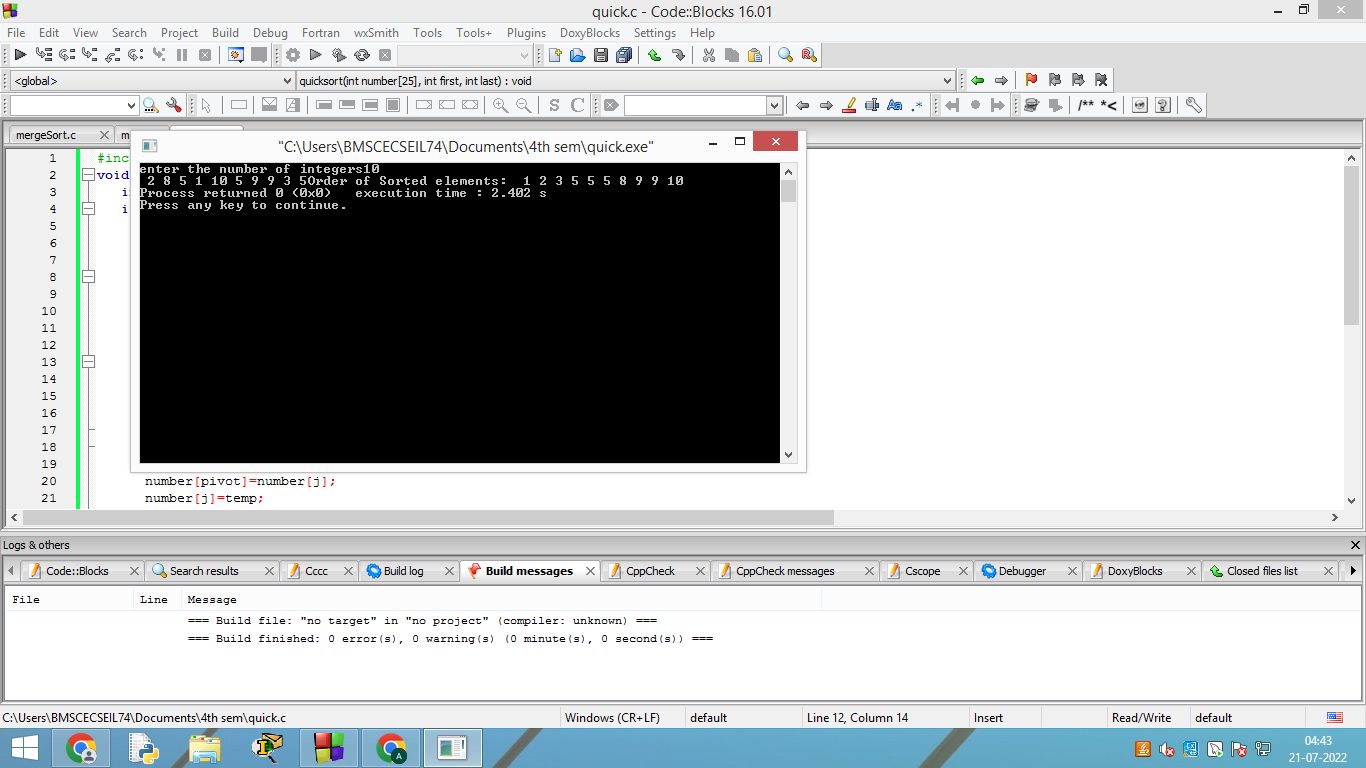 quick.c - Code::Blocks 16.01
File Edit View Search Project Build Debug Fortran wxSmith Tools Tools+ Plugins DoxyBlocks Settings Help
<global> quicksort(int number[25], int first, int last) : void
S C Aa .* /** *<
mergeSort.c m
"C:\Users\BMSCECSEIL74\Documents\4th sem\quick.exe"
enter the number of integers10
2 8 5 1 10 5 9 9 3 5Order of Sorted elements: 1 2 3 5 5 5 8 9 9 10
Process returned 0 (0x0) execution time : 2.402 s
Press any key to continue.
1 #inc
2 void
3 i
4 i
5
6
7
8
9
10
11
12
13
14
15
16
17
18
19
20 number[pivot]=number[j];
21 number[j]=temp;
Logs & others
Code::Blocks Search results Cccc Build log Build messages CppCheck CppCheck messages Cscope Debugger DoxyBlocks Closed files list
File Line Message
=== Build file: "no target" in "no project" (compiler: unknown) ===
=== Build finished: 0 error(s), 0 warning(s) (0 minute(s), 0 second(s)) ===
C:\Users\BMSCECSEIL74\Documents\4th sem\quick.c Windows (CR+LF) default Line 12, Column 14 Insert Read/Write default
A
04:43
21-07-2022